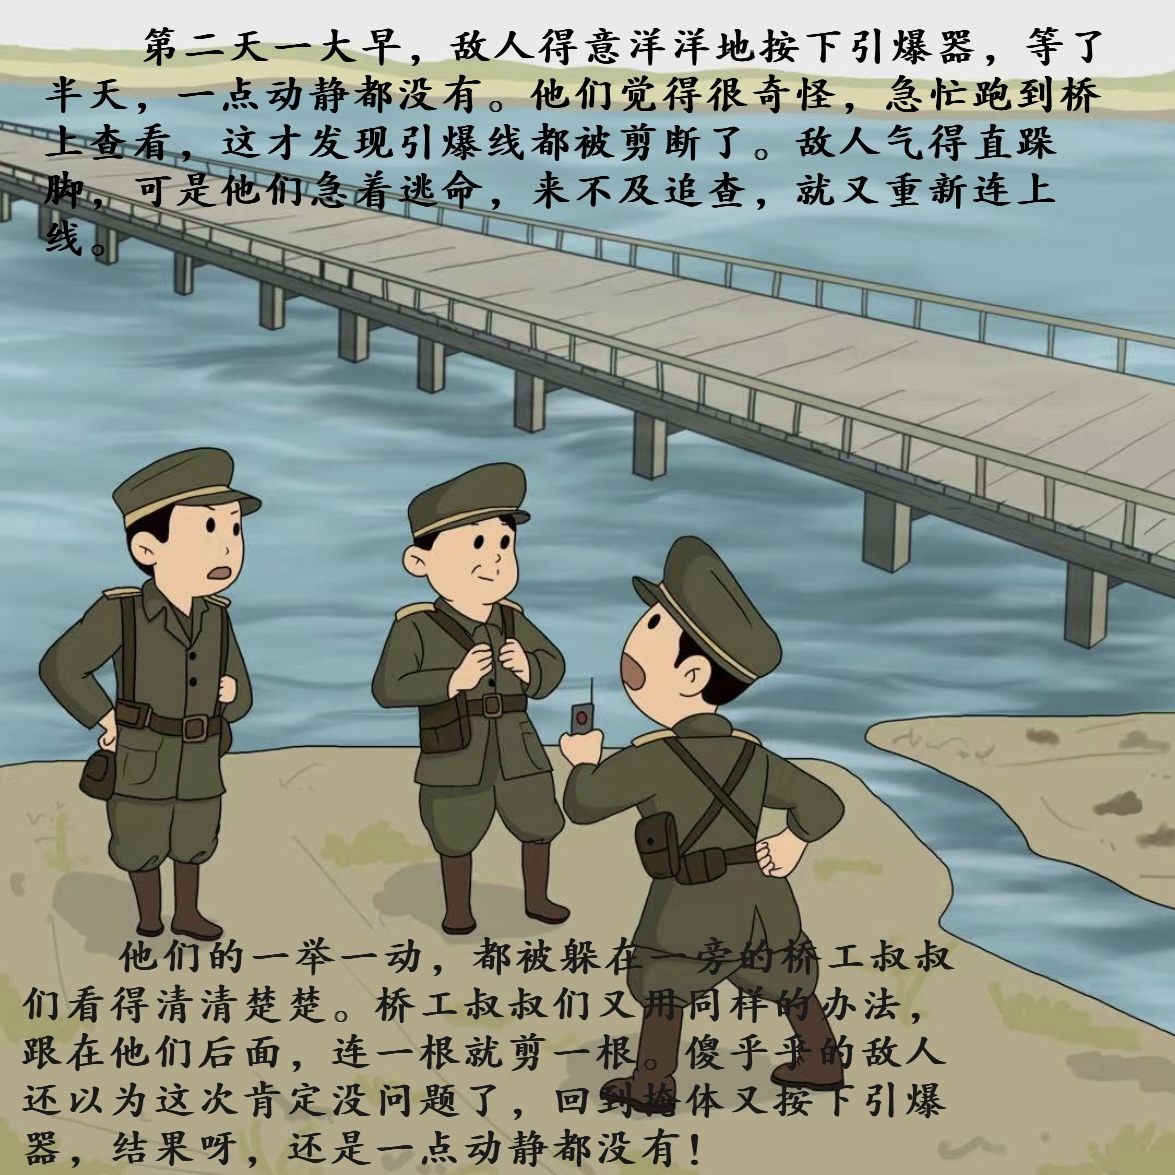 第二天一大早，敌人得意洋洋地按下引爆器，等了
半天，一点动静都没有。他们觉得很奇怪，急忙跑到桥
上查看，这才发现引爆线都被剪断了。敌人气得直跺
脚，可是他们急着逃命，来不及追查，就又重新连上
线。
他们的一举一动，都被躲在一旁的桥工叔叔
们看得清清楚楚。桥工叔叔们又用同样的办法，
跟在他们后面，连一根就剪一根。傻乎乎的敌人
还以为这次肯定没问题了，回到掩体又按下引爆
器，结果呀，还是一点动静都没有！